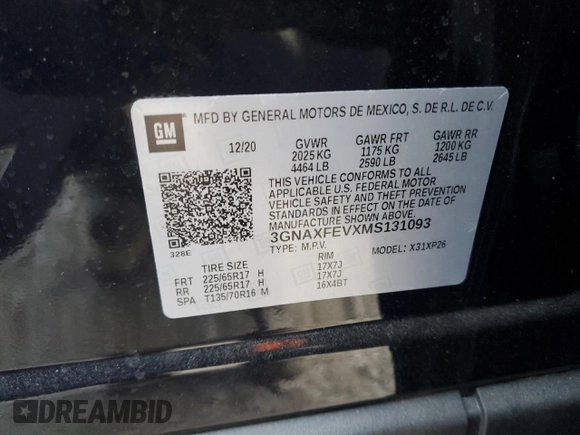 GM
MFD BY GENERAL MOTORS DE MEXICO, S. DE R.L. DE C.V.
12/20 GVWR GAWR FRT GAWR RR
2025 KG 1175 KG 1200 KG
4464 LB 2590 LB 2645 LB
THIS VEHICLE CONFORMS TO ALL
APPLICABLE U.S. FEDERAL MOTOR
VEHICLE SAFETY AND THEFT PREVENTION
STANDARDS IN EFFECT ON THE DATE OF
MANUFACTURE SHOWN ABOVE.
3GNAXFEVXMS131093
TYPE: M.P.V. MODEL: X31XP26
328E
TIRE SIZE RIM
FRT 225/65R17 H 17X7J
RR 225/65R17 H 17X7J
SPA T135/70R16 M 16X4BT
DREAMBID